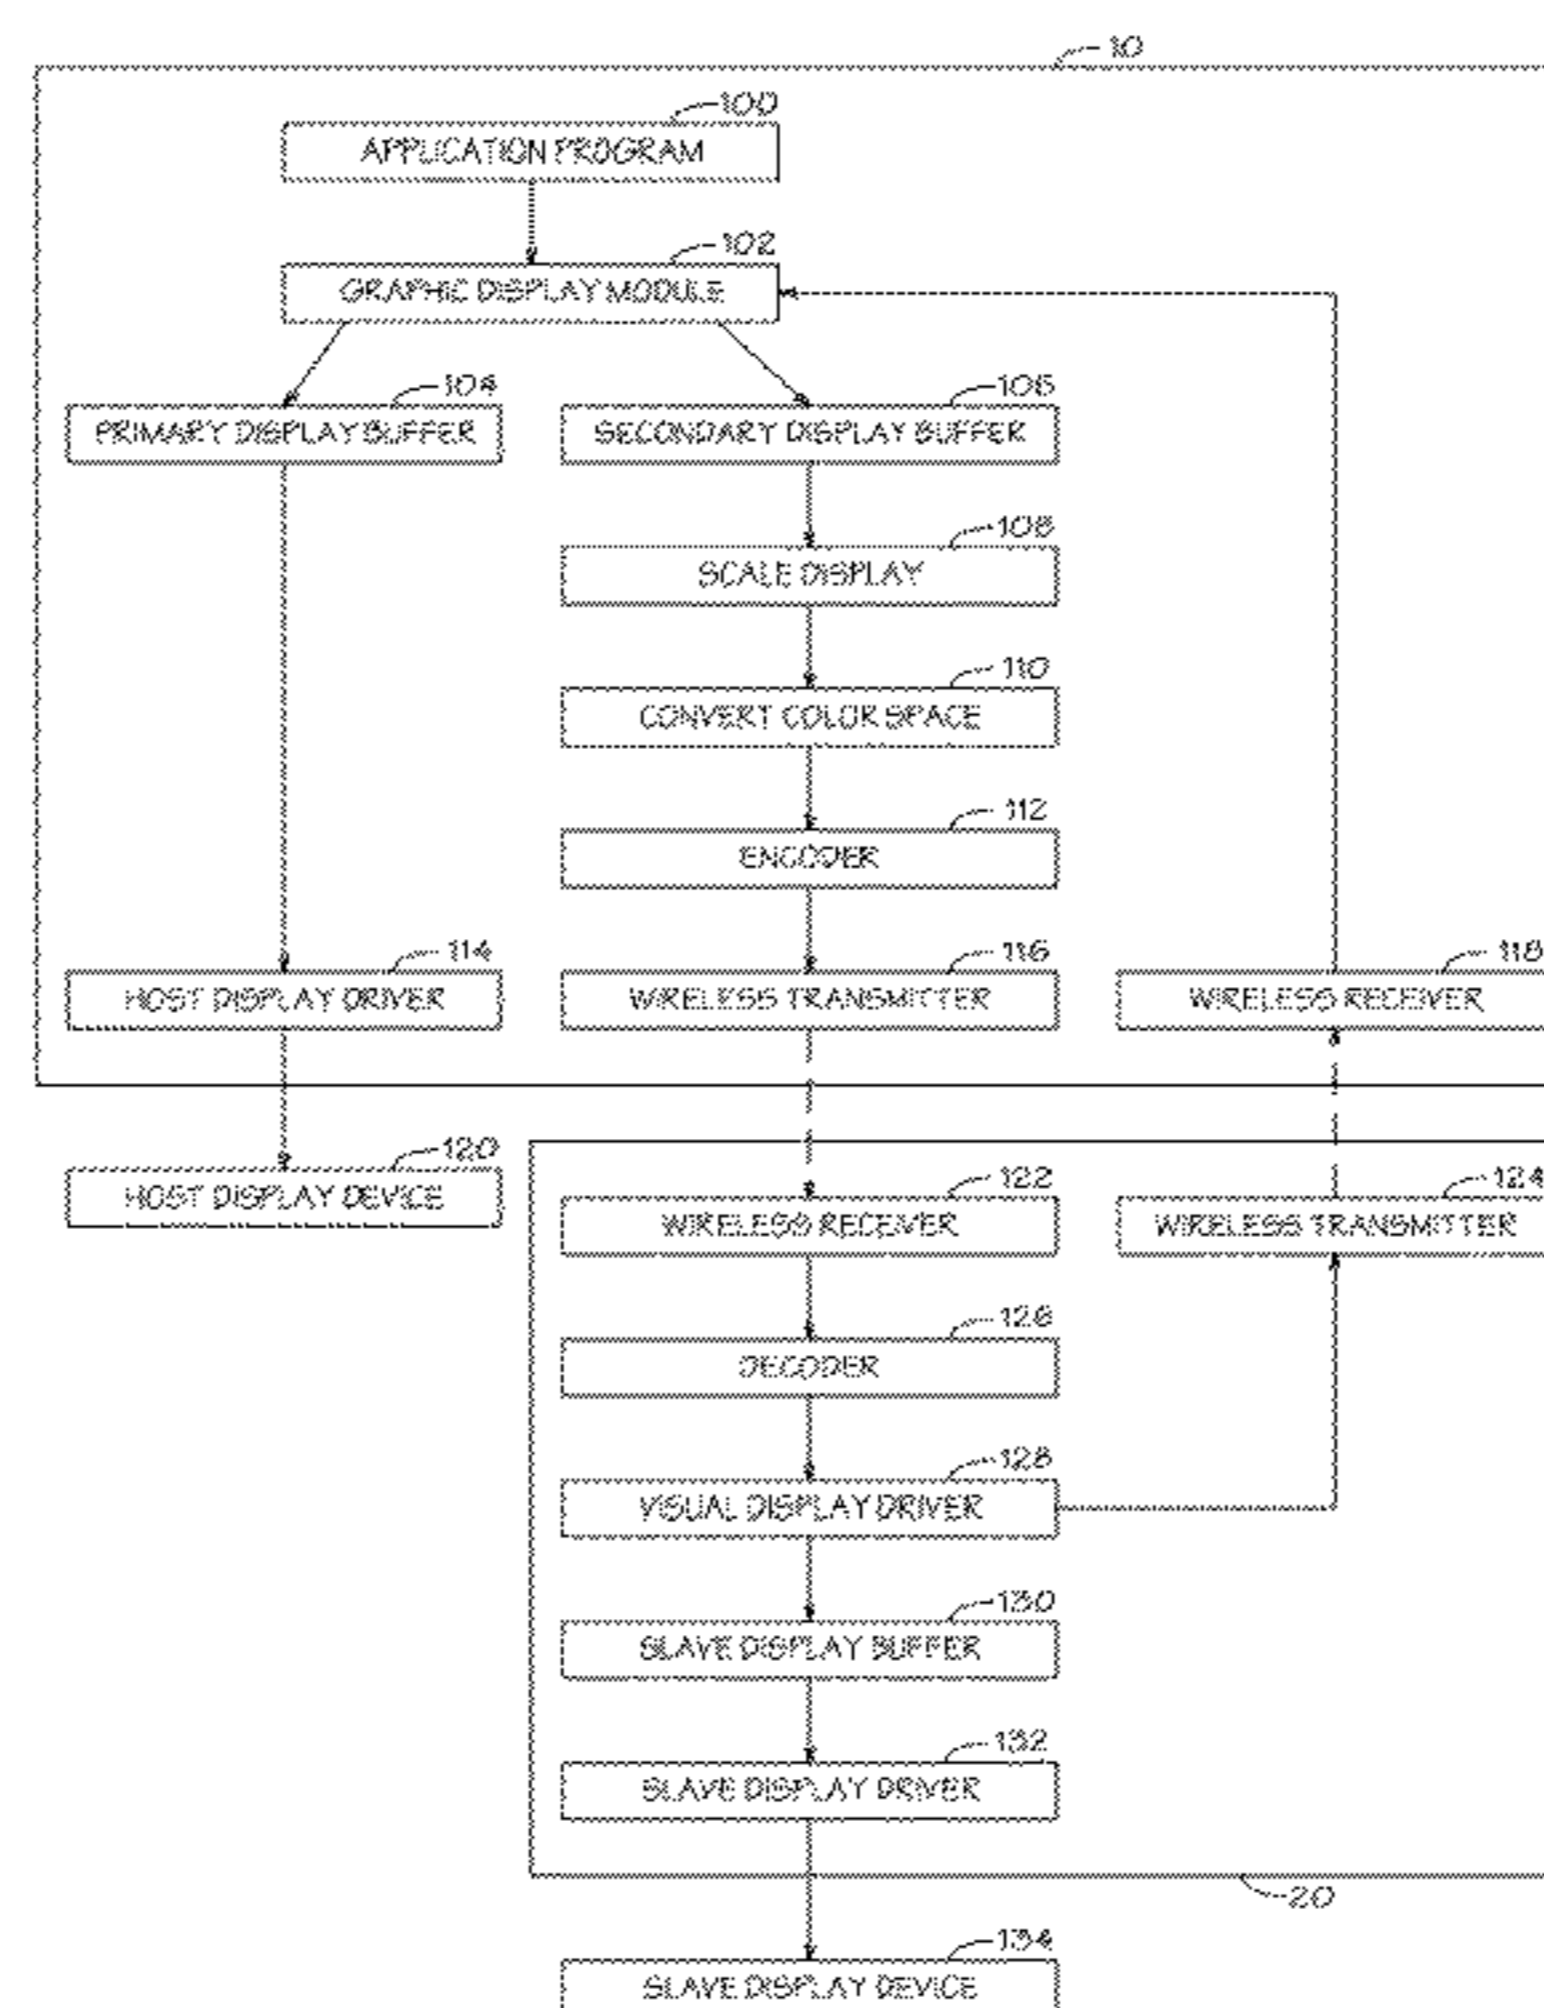 10
100
APPLICATION PROGRAM
102
GRAPHIC DISPLAY MODULE
104
PRIMARY DISPLAY BUFFER
106
SECONDARY DISPLAY BUFFER
108
SCALE DISPLAY
110
CONVERT COLOR SPACE
112
ENCODER
114
HOST DISPLAY DRIVER
116
WIRELESS TRANSMITTER
118
WIRELESS RECEIVER
120
HOST DISPLAY DEVICE
122
WIRELESS RECEIVER
124
WIRELESS TRANSMITTER
126
DECODER
128
VISUAL DISPLAY DRIVER
130
SLAVE DISPLAY BUFFER
132
SLAVE DISPLAY DRIVER
20
134
SLAVE DISPLAY DEVICE